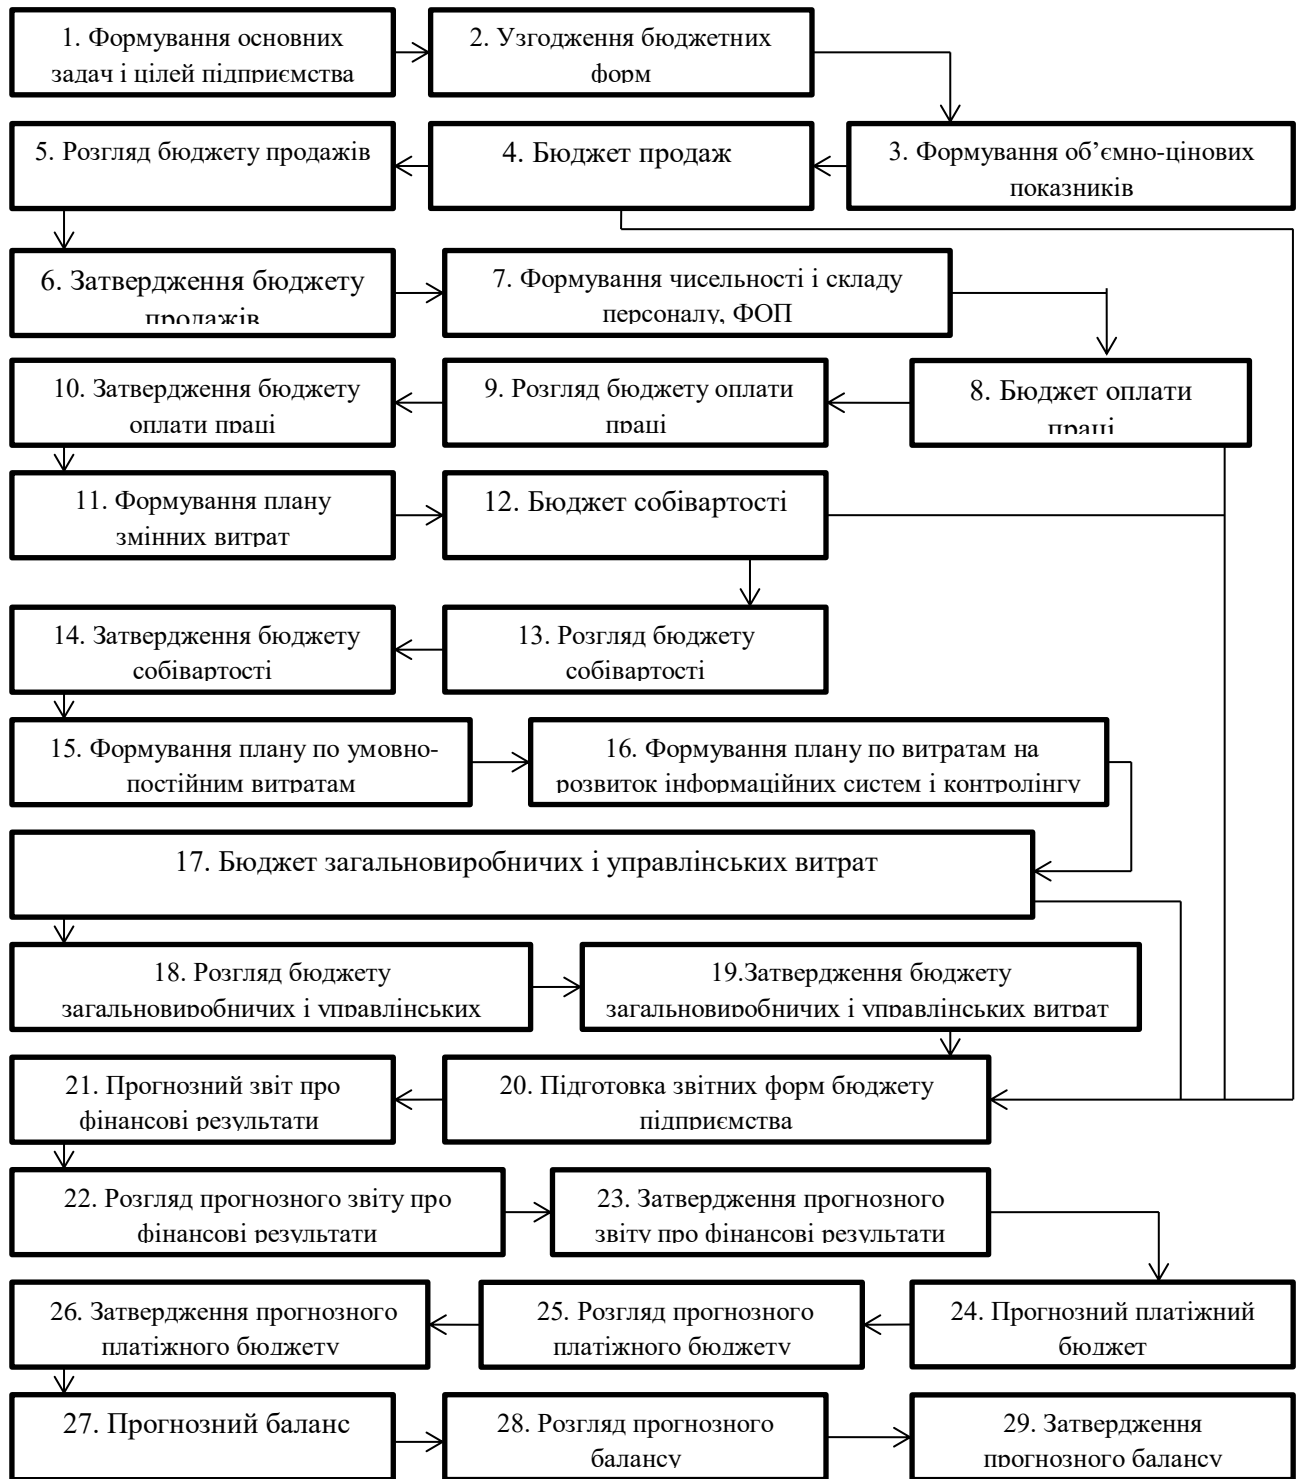 1. Формування основних
задач і цілей підприємства
2. Узгодження бюджетних
форм
5. Розгляд бюджету продажів
4. Бюджет продаж
3. Формування об’ємно-цінових
показників
6. Затвердження бюджету
продажів
7. Формування чисельності і складу
персоналу, ФОП
10. Затвердження бюджету
оплати праці
9. Розгляд бюджету оплати
праці
8. Бюджет оплати
праці
11. Формування плану
змінних витрат
12. Бюджет собівартості
14. Затвердження бюджету
собівартості
13. Розгляд бюджету
собівартості
15. Формування плану по умовно-
постійним витратам
16. Формування плану по витратам на
розвиток інформаційних систем і контролінгу
17. Бюджет загальновиробничих і управлінських витрат
18. Розгляд бюджету
загальновиробничих і управлінських
19.Затвердження бюджету
загальновиробничих і управлінських витрат
21. Прогнозний звіт про
фінансові результати
20. Підготовка звітних форм бюджету
підприємства
22. Розгляд прогнозного звіту про
фінансові результати
23. Затвердження прогнозного
звіту про фінансові результати
26. Затвердження прогнозного
платіжного бюджету
25. Розгляд прогнозного
платіжного бюджету
24. Прогнозний платіжний
бюджет
27. Прогнозний баланс
28. Розгляд прогнозного
балансу
29. Затвердження
прогнозного балансу